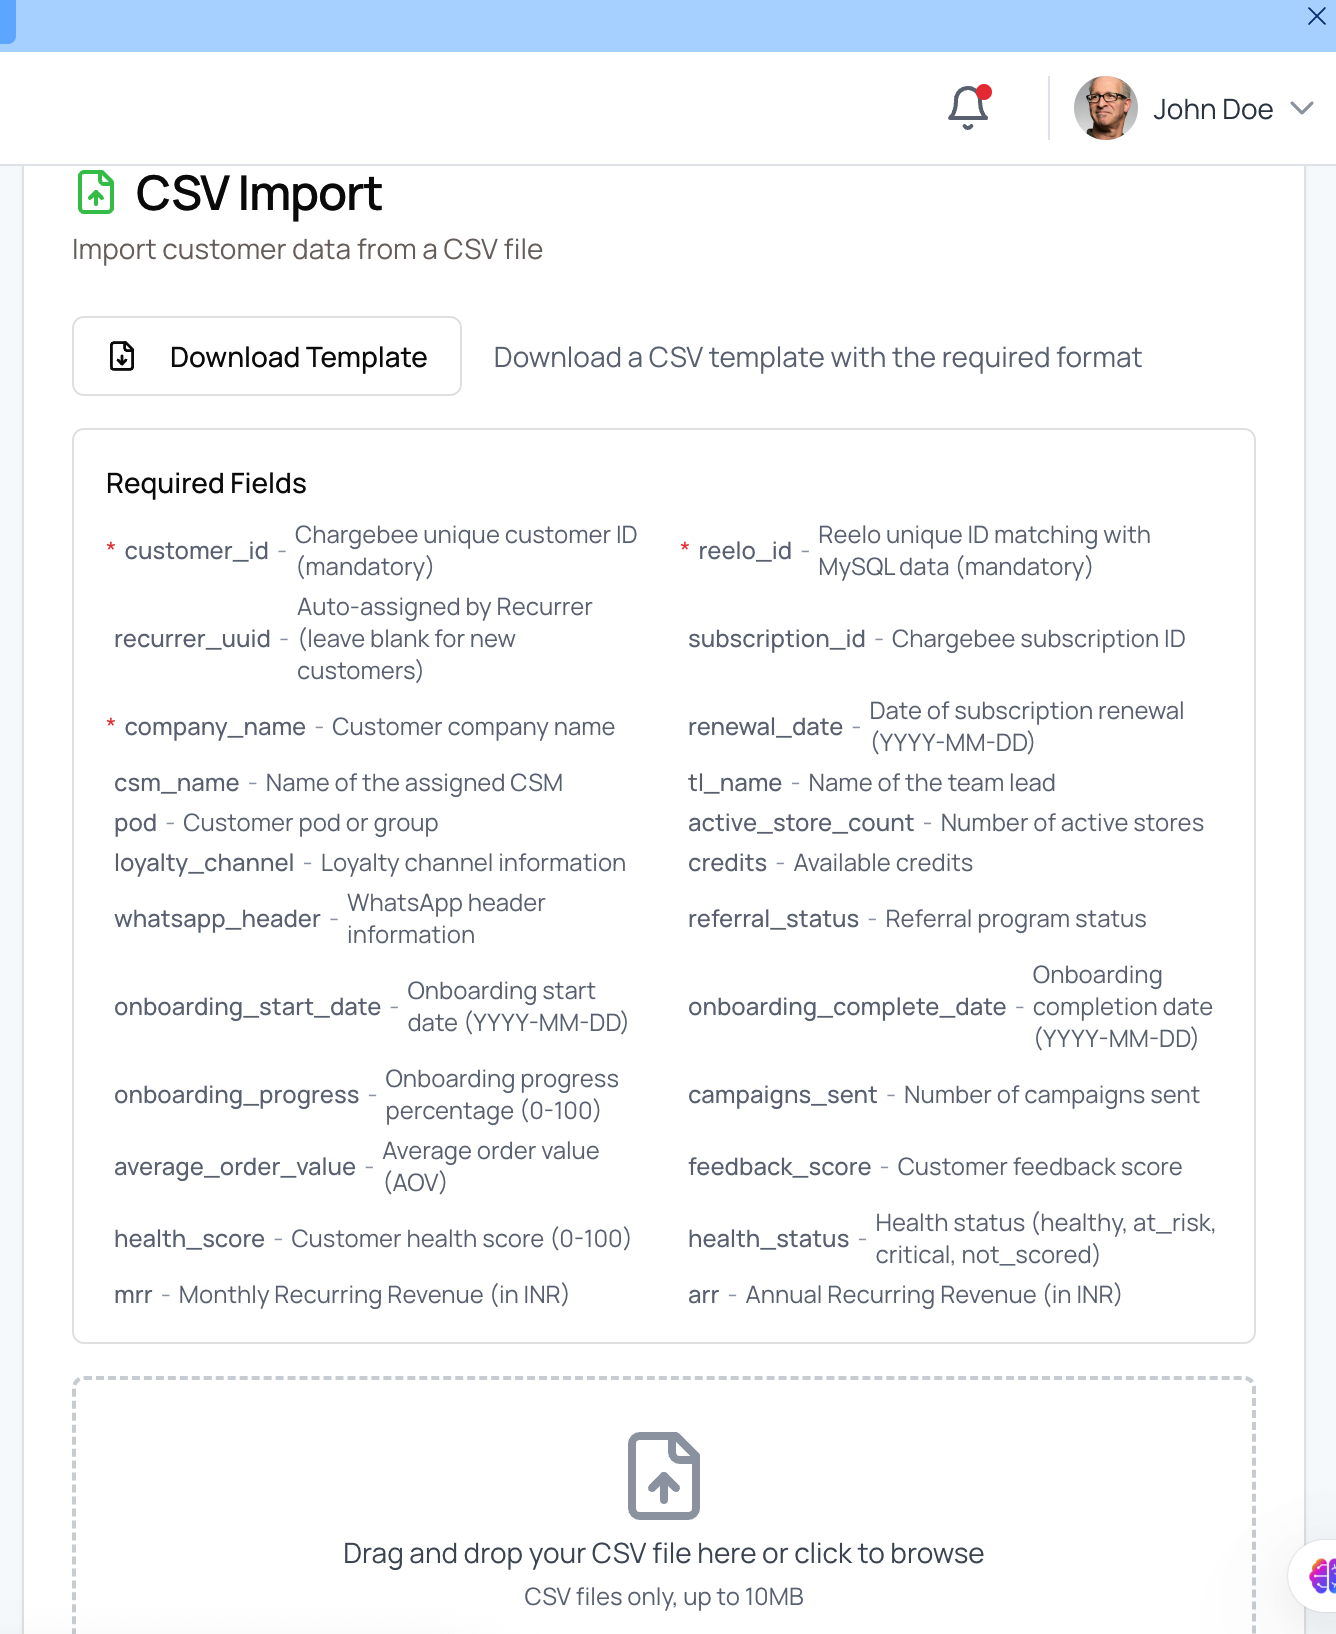 John Doe
CSV Import
Import customer data from a CSV file
Download Template
Download a CSV template with the required format
Required Fields
* customer_id - Chargebee unique customer ID
(mandatory)
* reelo_id - Reelo unique ID matching with
MySQL data (mandatory)
recurrer_uuid - Auto-assigned by Recurrer
(leave blank for new
customers)
subscription_id - Chargebee subscription ID
* company_name - Customer company name
renewal_date - Date of subscription renewal
(YYYY-MM-DD)
csm_name - Name of the assigned CSM
tl_name - Name of the team lead
pod - Customer pod or group
active_store_count - Number of active stores
loyalty_channel - Loyalty channel information
credits - Available credits
whatsapp_header - WhatsApp header
information
referral_status - Referral program status
onboarding_start_date - Onboarding start
date (YYYY-MM-DD)
onboarding_complete_date - Onboarding
completion date
(YYYY-MM-DD)
onboarding_progress - Onboarding progress
percentage (0-100)
campaigns_sent - Number of campaigns sent
average_order_value - Average order value
(AOV)
feedback_score - Customer feedback score
health_score - Customer health score (0-100)
health_status - Health status (healthy, at_risk,
critical, not_scored)
mrr - Monthly Recurring Revenue (in INR)
arr - Annual Recurring Revenue (in INR)
Drag and drop your CSV file here or click to browse
CSV files only, up to 10MB